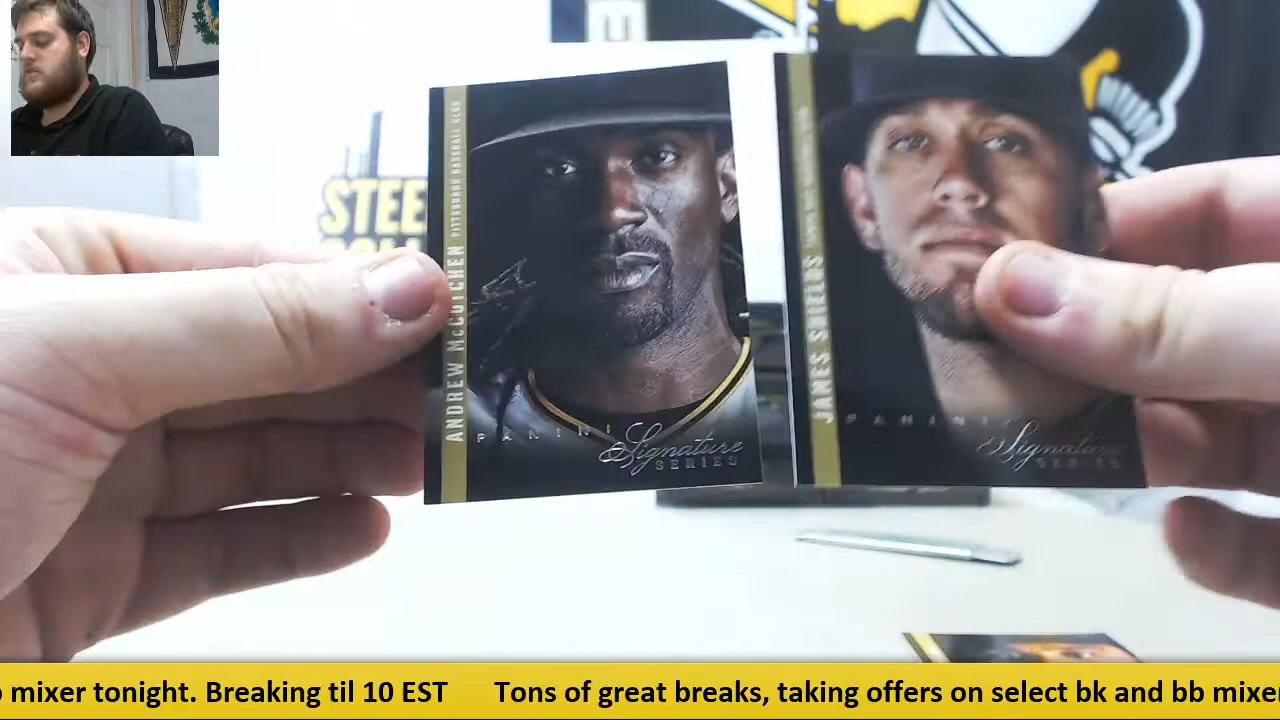 U
STEE
ANDREW McCUTCHEN PITTSBURGH BASEBALL CLUB
PANINI
Signature
SERIES
JAMES SHIELDS
PANINI
Signature
SERIES
mixer tonight. Breaking til 10 EST Tons of great breaks, taking offers on select bk and bb mixer